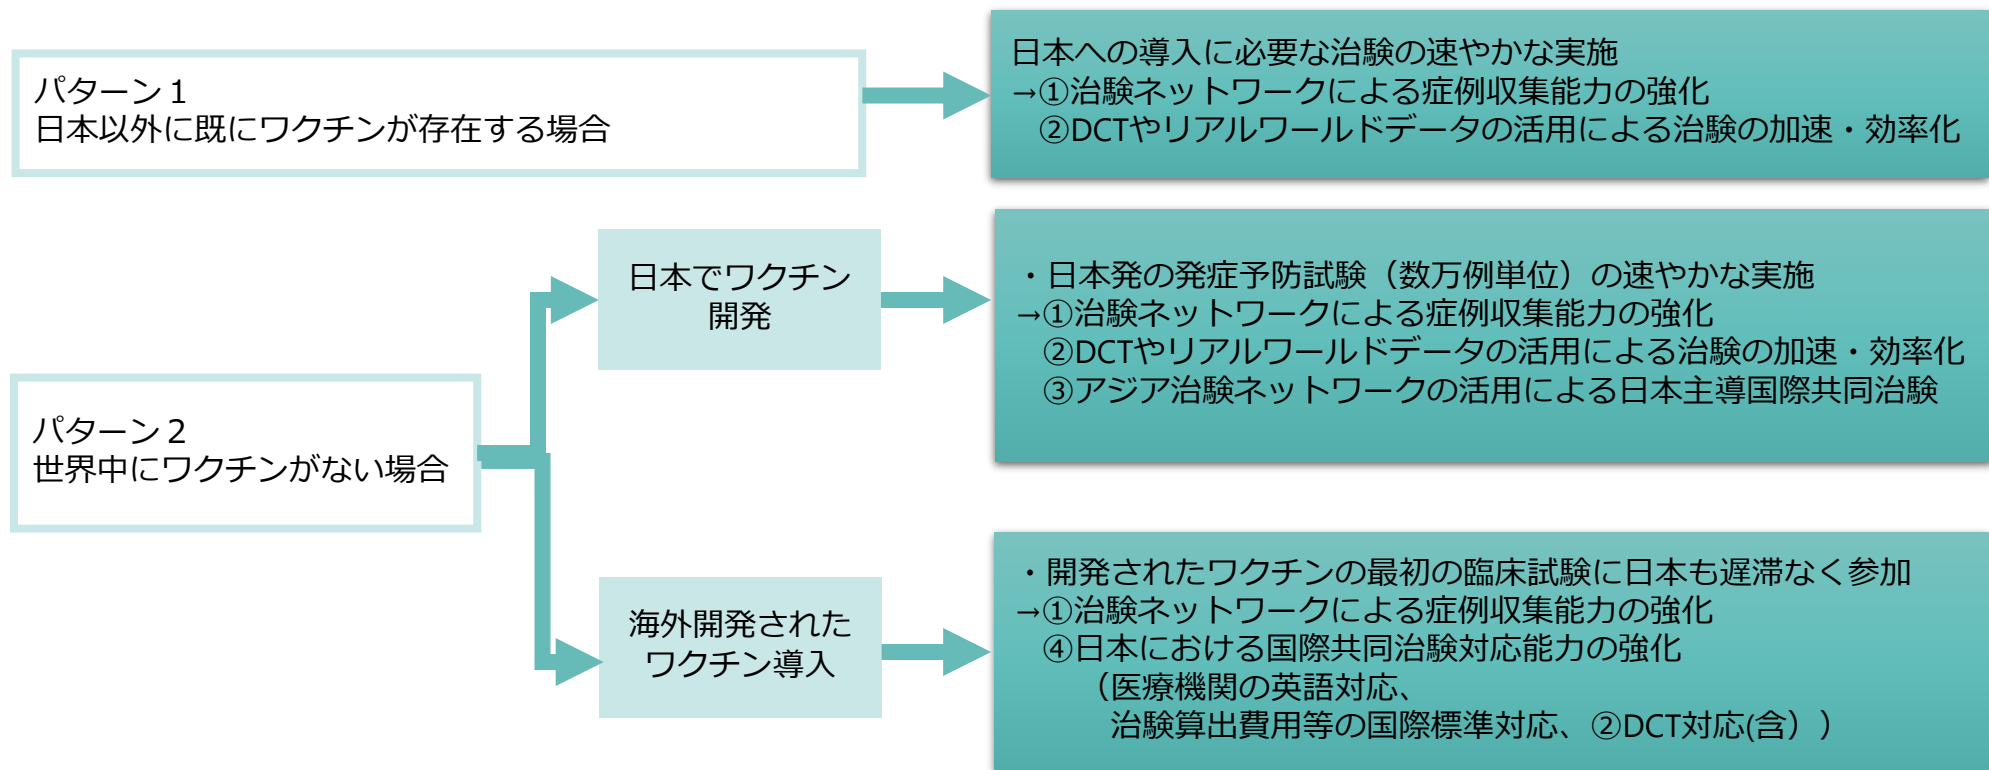 パターン１
日本以外に既にワクチンが存在する場合
日本への導入に必要な治験の速やかな実施
→①治験ネットワークによる症例収集能力の強化
②DCTやリアルワールドデータの活用による治験の加速・効率化
パターン２
世界中にワクチンがない場合
日本でワクチン
開発
・日本発の発症予防試験（数万例単位）の速やかな実施
→①治験ネットワークによる症例収集能力の強化
②DCTやリアルワールドデータの活用による治験の加速・効率化
③アジア治験ネットワークの活用による日本主導国際共同治験
海外開発された
ワクチン導入
・開発されたワクチンの最初の臨床試験に日本も遅滞なく参加
→①治験ネットワークによる症例収集能力の強化
④日本における国際共同治験対応能力の強化
（医療機関の英語対応、
治験算出費用等の国際標準対応、②DCT対応(含））